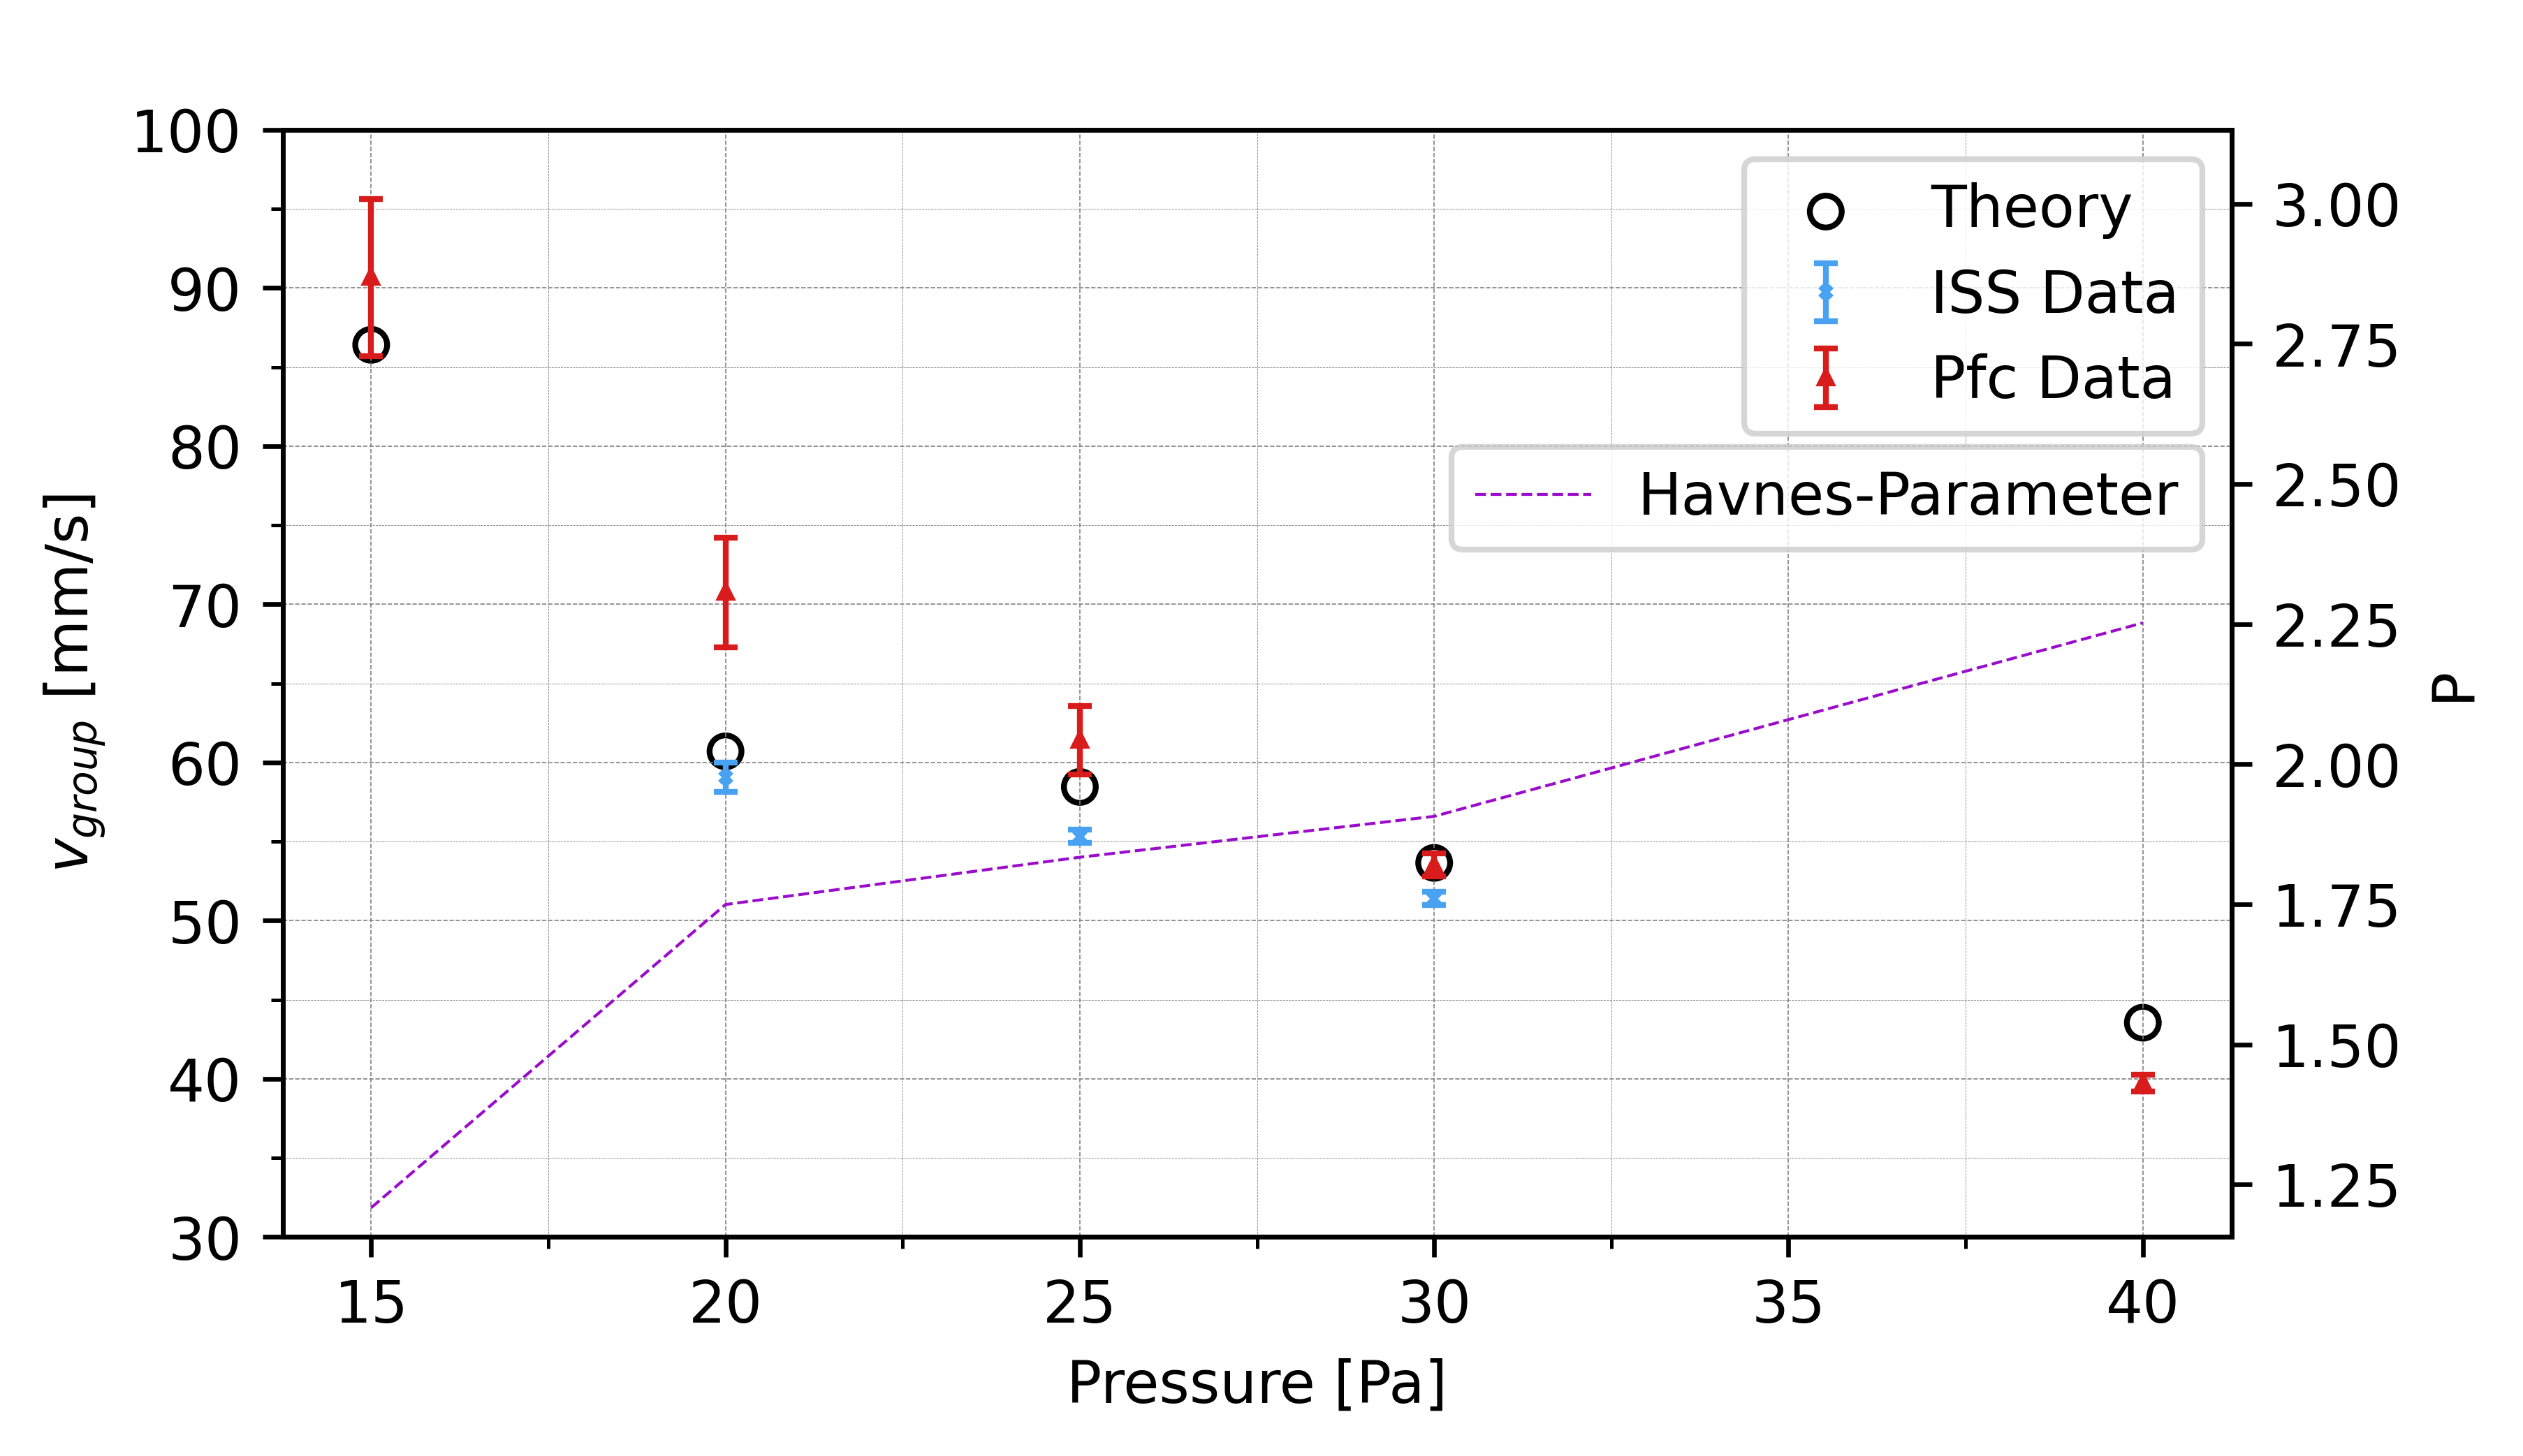 100
90
80
70
60
50
40
30
v_group [mm/s]
Theory
ISS Data
Pfc Data
Havnes-Parameter
3.00
2.75
2.50
2.25
2.00
1.75
1.50
1.25
P
15 20 25 30 35 40
Pressure [Pa]